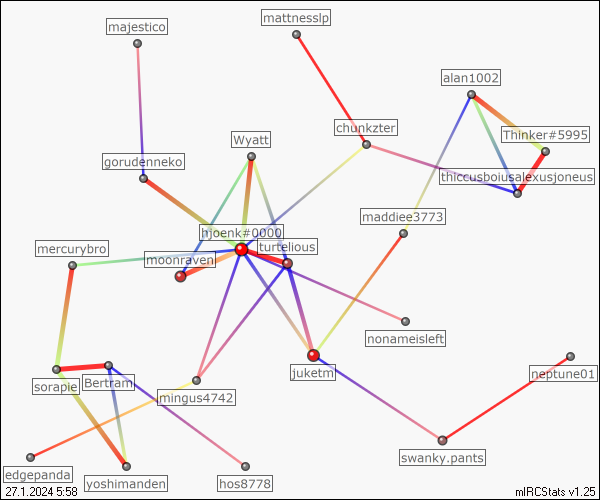 majestico
mattnesslp
alan1002
Thinker#5995
chunkzter
Wyatt
gorudenneko
thiccusboiusalexusjoneus
maddiee3773
hjoenk#0000
turtelious
mercurybro
moonraven
nonameisleft
juketm
neptune01
sorapie
Bertram
mingus4742
swanky.pants
edgepanda
yoshimanden
hos8778
27.1.2024 5:58
mIRCStats v1.25